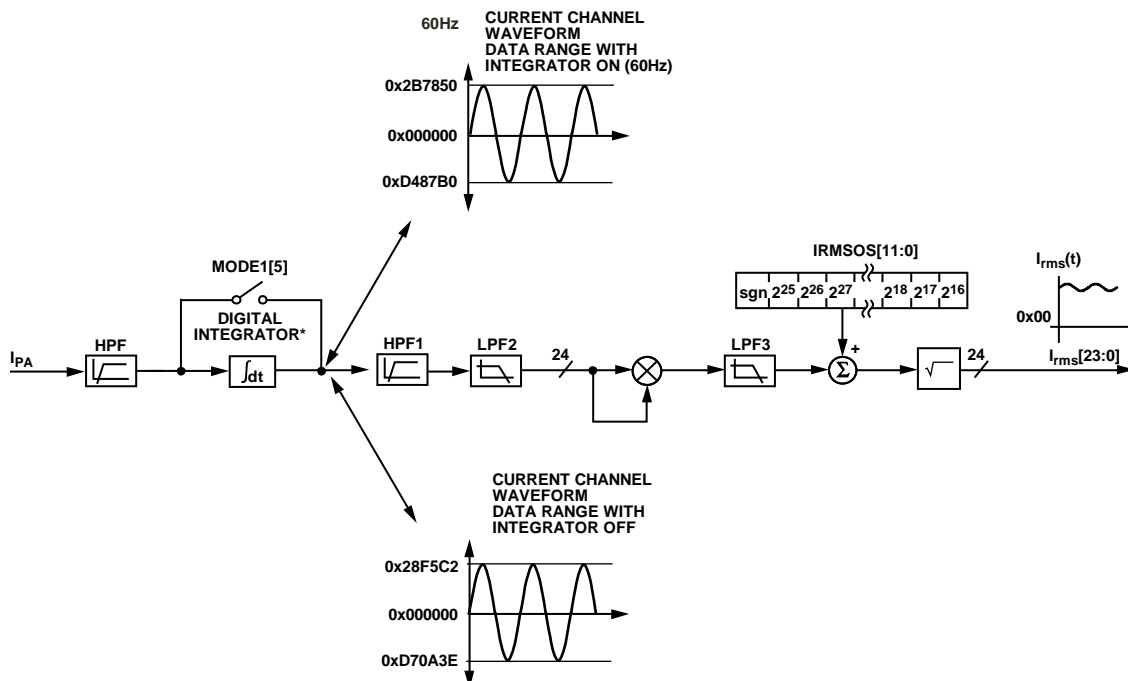 60Hz
CURRENT CHANNEL
WAVEFORM
DATA RANGE WITH
INTEGRATOR ON (60Hz)
0x2B7850
0x000000
0xD487B0
MODE1[5]
DIGITAL
INTEGRATOR*
IPA
HPF
∫dt
HPF1
LPF2
24
LPF3
IRMSOS[11:0]
sgn 2^25 2^26 2^27 2^18 2^17 2^16
+
Σ
√
24
Irms(t)
0x00
Irms[23:0]
CURRENT CHANNEL
WAVEFORM
DATA RANGE WITH
INTEGRATOR OFF
0x28F5C2
0x000000
0xD70A3E